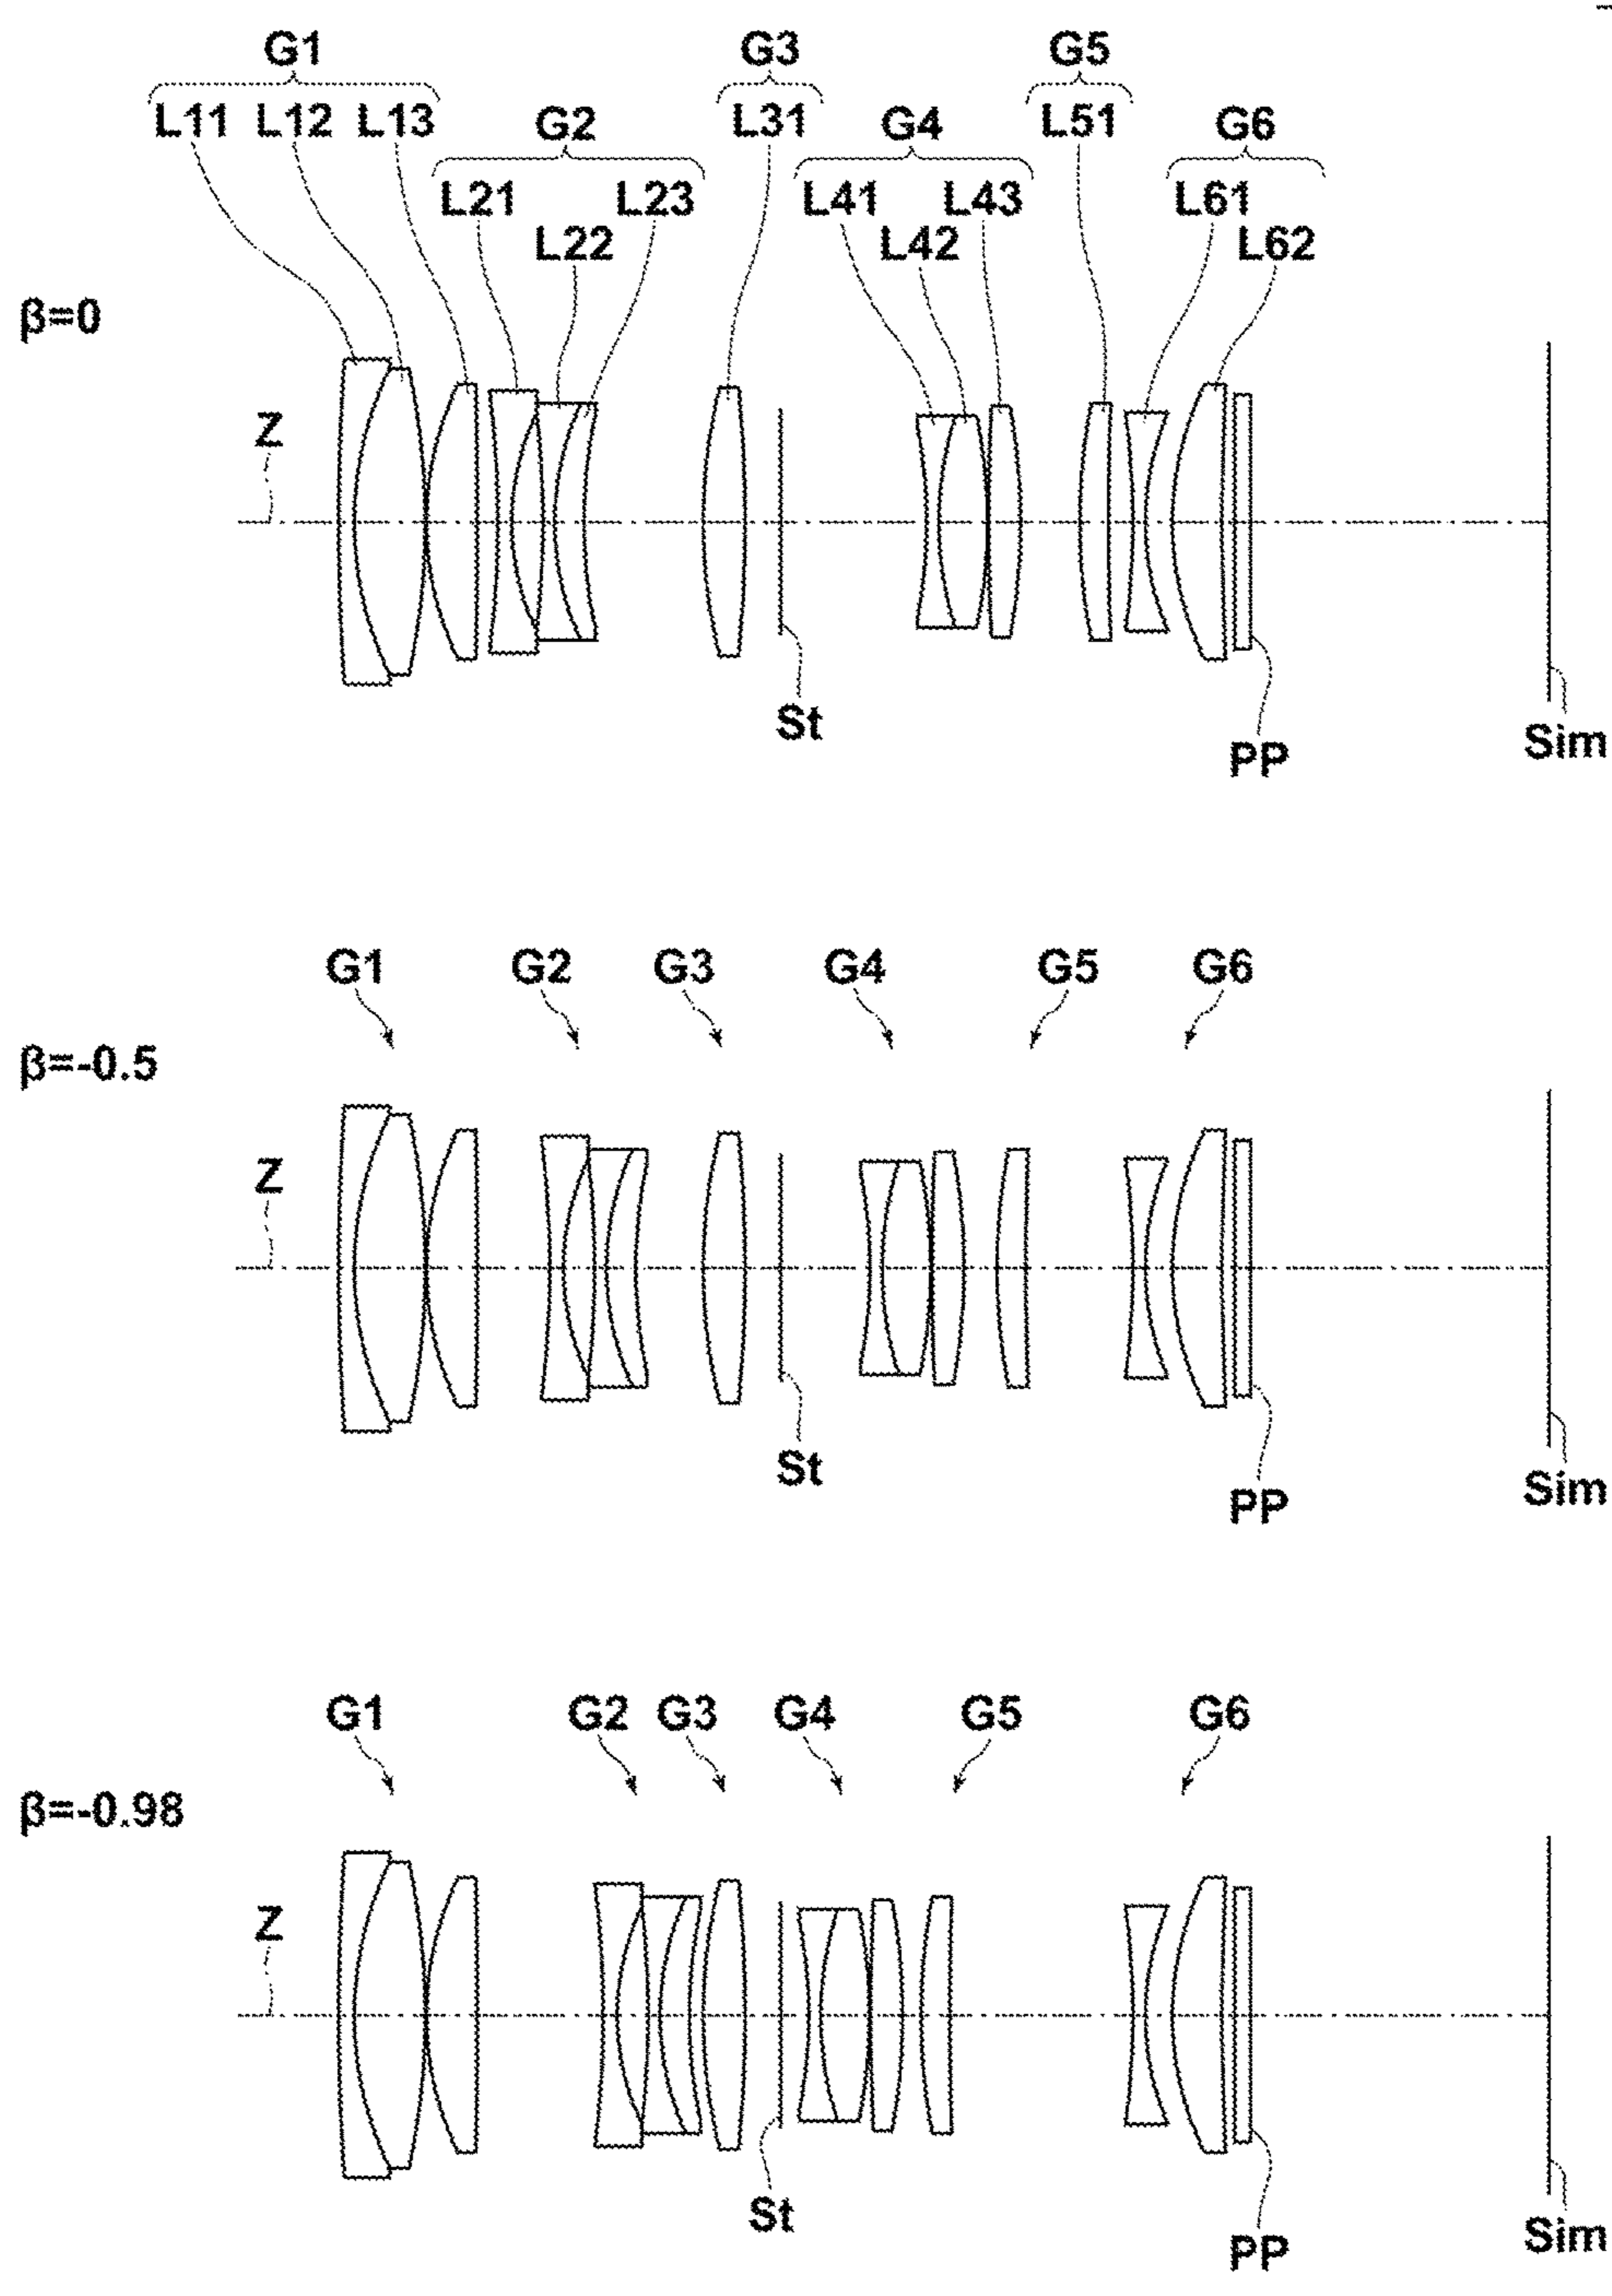 G1 G3 G5
L11 L12 L13 G2 L31 G4 L51 G6
L21 L23 L41 L43 L61
L22 L42 L62
β=0
Z
St
PP
Sim
G1 G2 G3 G4 G5 G6
β=-0.5
Z
St
PP
Sim
G1 G2 G3 G4 G5 G6
β=-0.98
Z
St
PP
Sim